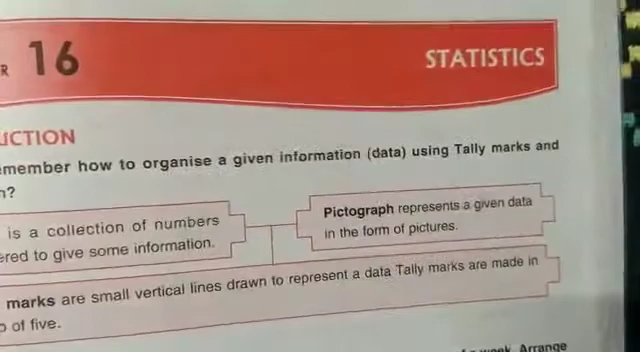 R 16
STATISTICS
UCTION
emember how to organise a given information (data) using Tally marks and
n?
is a collection of numbers
ered to give some information.
Pictograph represents a given data
in the form of pictures.
marks are small vertical lines drawn to represent a data Tally marks are made in
p of five.
week. Arrange